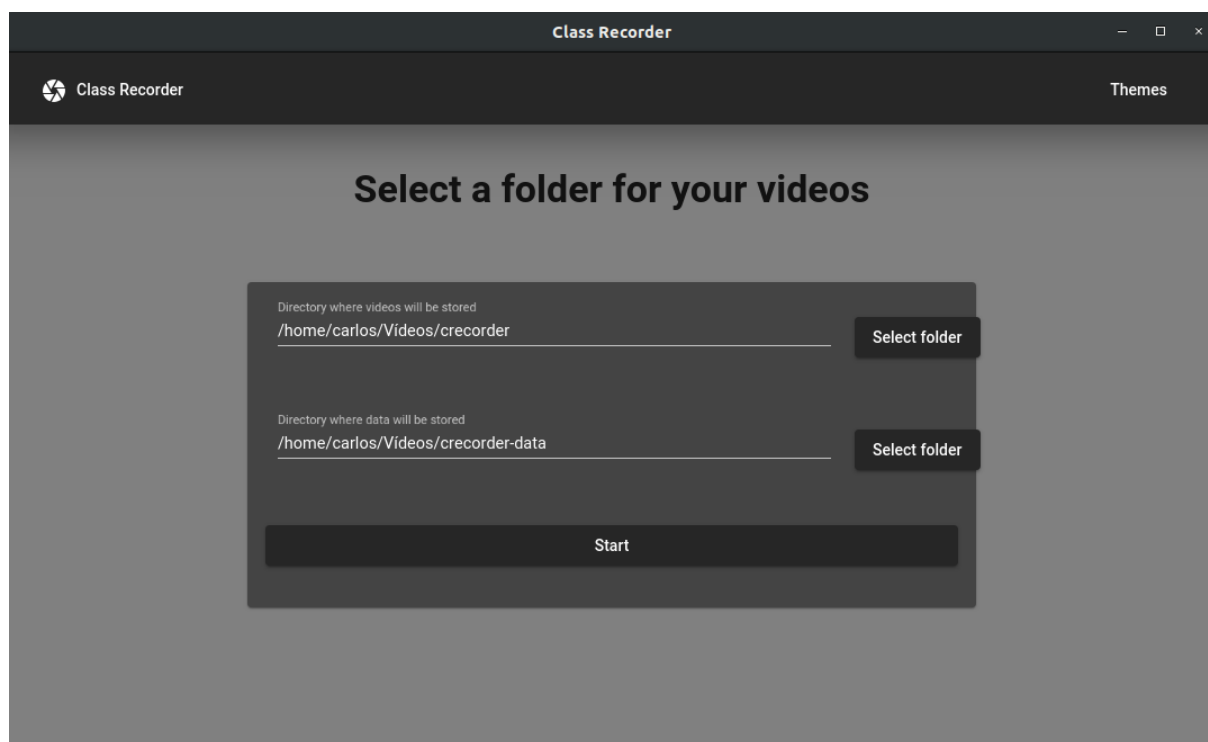 Class Recorder
Class Recorder
Themes
Select a folder for your videos
Directory where videos will be stored
/home/carlos/Vídeos/crecorder
Select folder
Directory where data will be stored
/home/carlos/Vídeos/crecorder-data
Select folder
Start